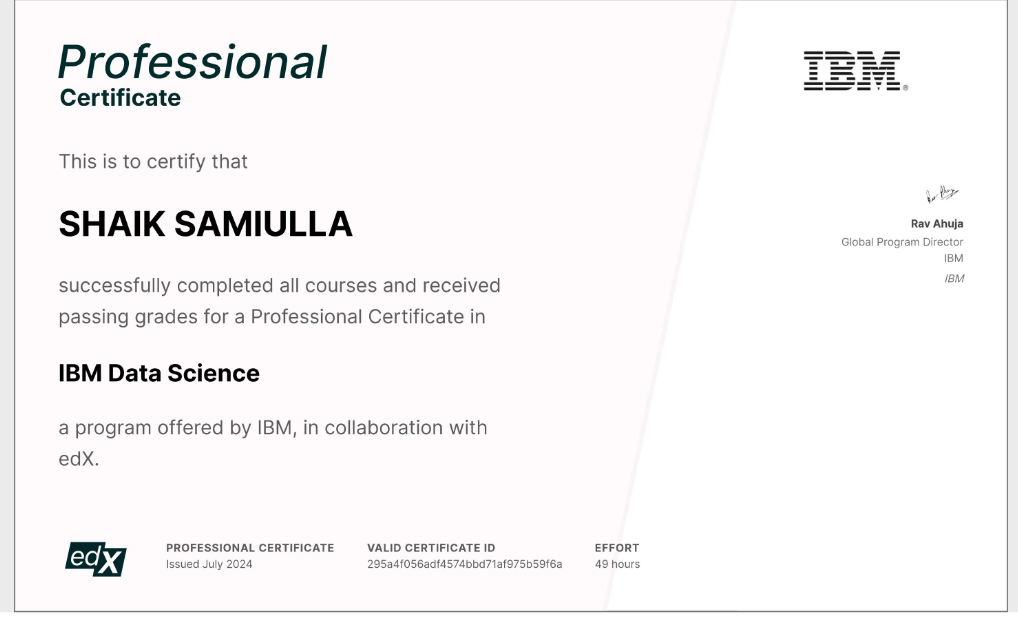 Professional
Certificate
IBM®
This is to certify that
SHAIK SAMIULLA
Rav Ahuja
Global Program Director
IBM
IBM
successfully completed all courses and received
passing grades for a Professional Certificate in
IBM Data Science
a program offered by IBM, in collaboration with
edX.
edX
PROFESSIONAL CERTIFICATE
Issued July 2024
VALID CERTIFICATE ID
295a4f056adf4574bbd71af975b59f6a
EFFORT
49 hours